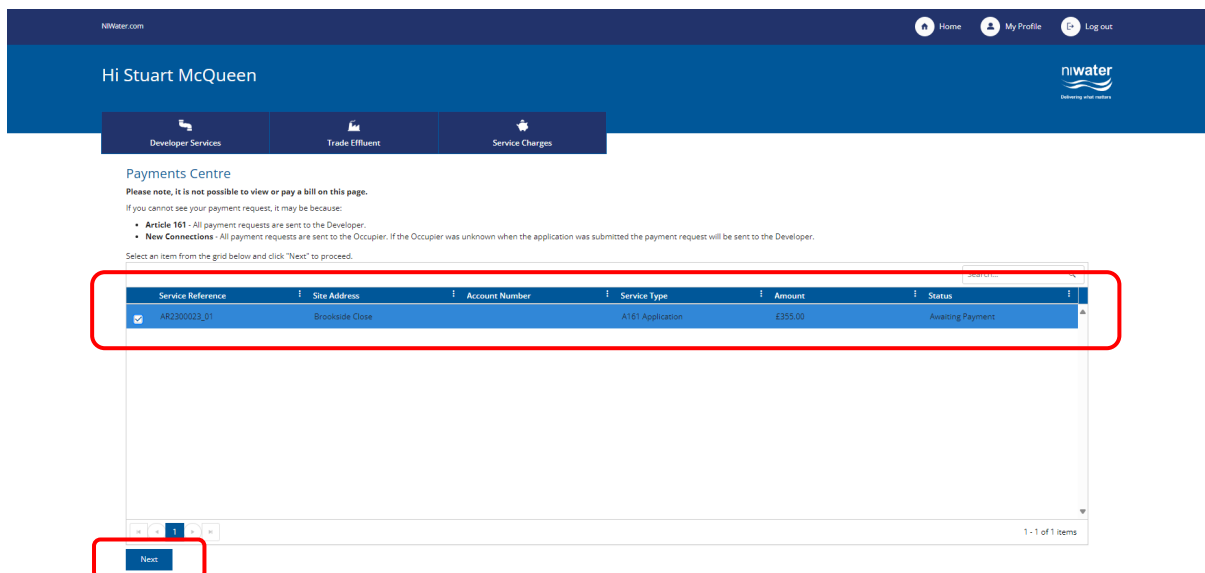 NIWater.com
Home
My Profile
Log out
Hi Stuart McQueen
niwater
Delivering what matters
Developer Services
Trade Effluent
Service Charges
Payments Centre
Please note, it is not possible to view or pay a bill on this page.
If you cannot see your payment request, it may be because:
• Article 161 - All payment requests are sent to the Developer.
• New Connections - All payment requests are sent to the Occupier. If the Occupier was unknown when the application was submitted the payment request will be sent to the Developer.
Select an item from the grid below and click "Next" to proceed.
Search...
Service Reference Site Address Account Number Service Type Amount Status
AR2300023_01 Brookside Close A161 Application £355.00 Awaiting Payment
1
1 - 1 of 1 items
Next